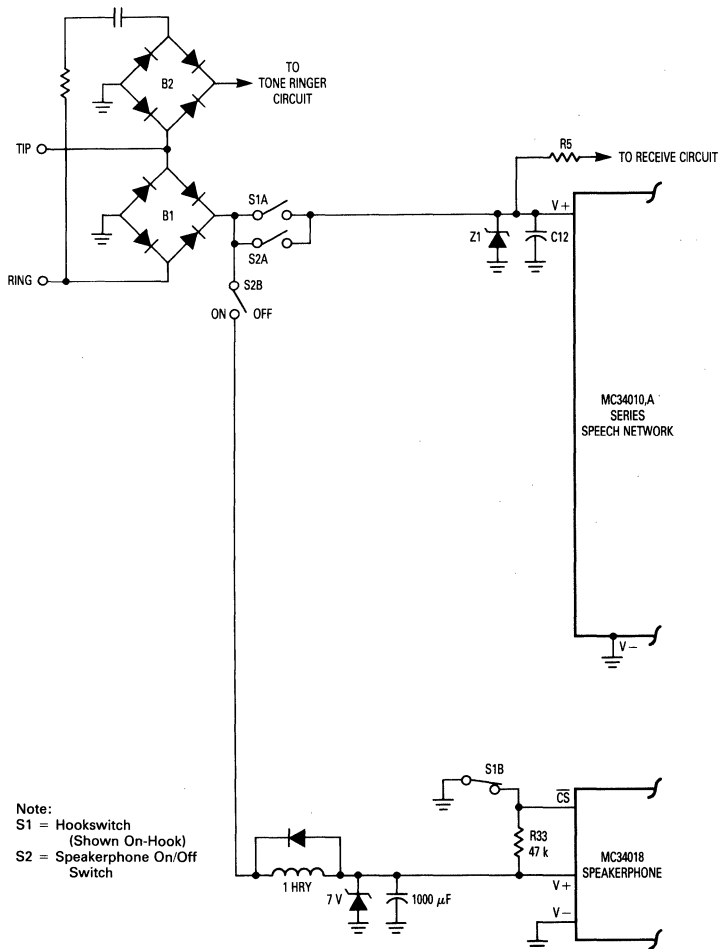 B2
TO
TONE RINGER
CIRCUIT
TIP
B1
RING
S1A
S2A
S2B
ON
OFF
R5
TO RECEIVE CIRCUIT
V+
Z1
C12
MC34010,A
SERIES
SPEECH NETWORK
V−
S1B
CS
R33
47 k
MC34018
SPEAKERPHONE
V+
V−
1 HRY
7 V
1000 μF
Note:
S1 = Hookswitch
(Shown On-Hook)
S2 = Speakerphone On/Off
Switch